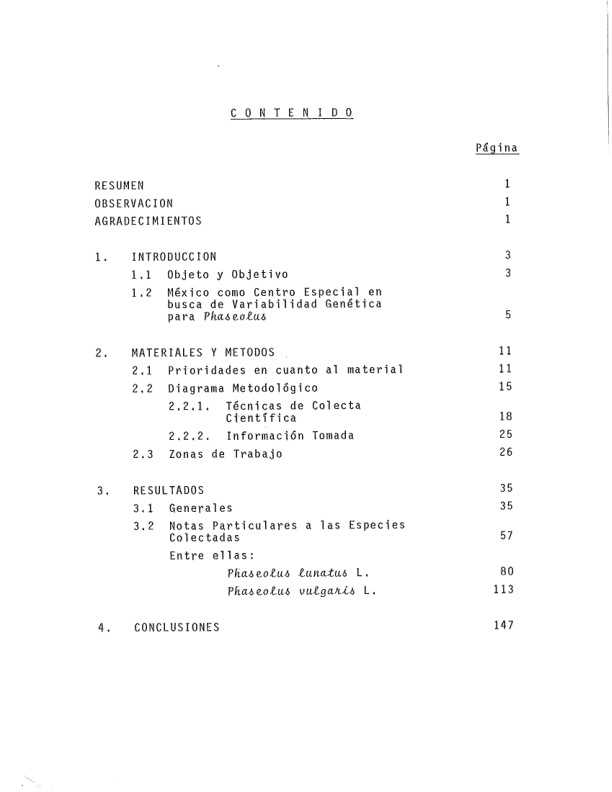 C O N T E N I D O
Página
RESUMEN 1
OBSERVACION 1
AGRADECIMIENTOS 1
1. INTRODUCCION 3
1.1 Objeto y Objetivo 3
1.2 México como Centro Especial en
busca de Variabilidad Genética
para Phaseolus 5
2. MATERIALES Y METODOS 11
2.1 Prioridades en cuanto al material 11
2.2 Diagrama Metodológico 15
2.2.1. Técnicas de Colecta
Científica 18
2.2.2. Información Tomada 25
2.3 Zonas de Trabajo 26
3. RESULTADOS 35
3.1 Generales 35
3.2 Notas Particulares a las Especies
Colectadas 57
Entre ellas:
Phaseolus lunatus L. 80
Phaseolus vulgaris L. 113
4. CONCLUSIONES 147